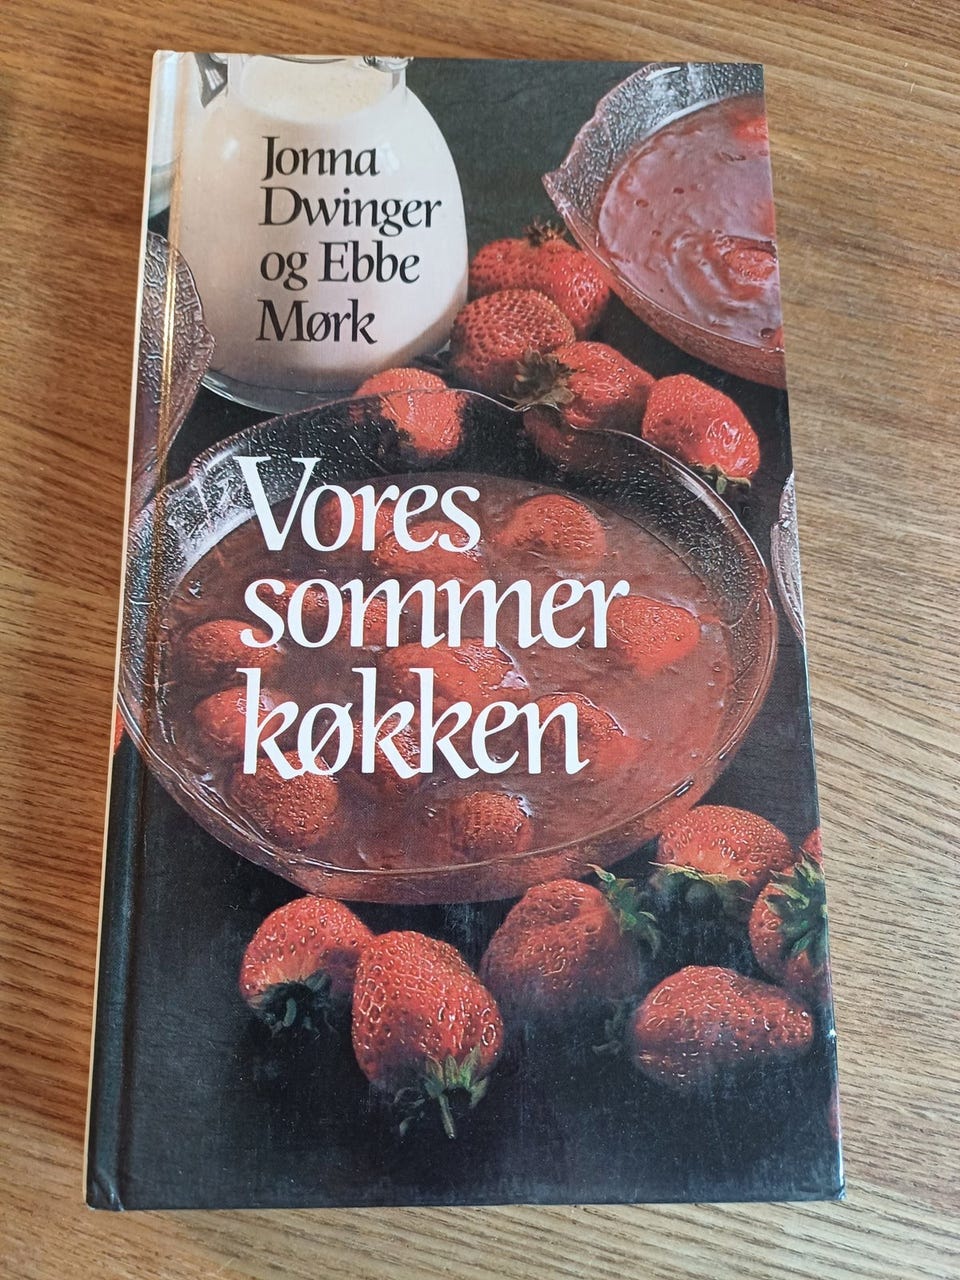 Jonna
Dwinger
og Ebbe
Mørk
Vores
sommer
køkken